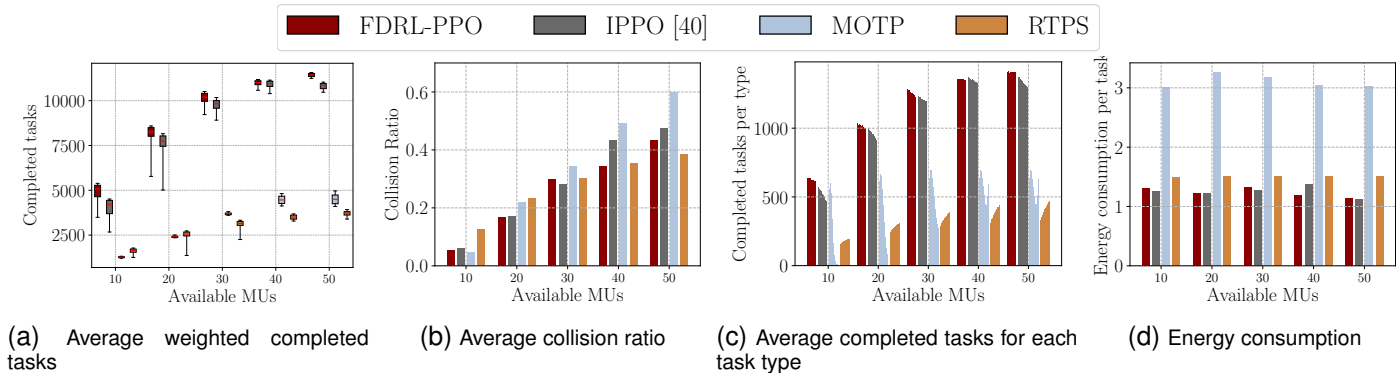 FDRL-PPO IPPO [40] MOTP RTPS
Completed tasks
10000
7500
5000
2500
10 20 30 40 50
Available MUs
(a) Average weighted completed
tasks
Collision Ratio
0.6
0.4
0.2
0.0
10 20 30 40 50
Available MUs
(b) Average collision ratio
Completed tasks per type
1000
500
0
10 20 30 40 50
Available MUs
(c) Average completed tasks for each
task type
Energy consumption per task
3
2
1
0
10 20 30 40 50
Available MUs
(d) Energy consumption